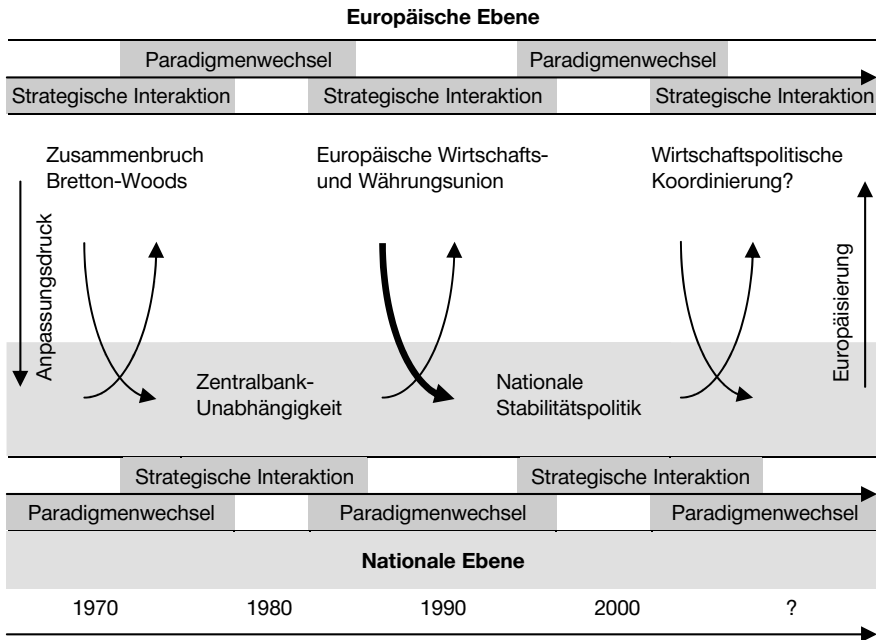 Europäische Ebene
Paradigmenwechsel Paradigmenwechsel
Strategische Interaktion Strategische Interaktion Strategische Interaktion
Zusammenbruch
Bretton-Woods
Europäische Wirtschafts-
und Währungsunion
Wirtschaftspolitische
Koordinierung?
Anpassungsdruck
Europäisierung
Zentralbank-
Unabhängigkeit
Nationale
Stabilitätspolitik
Strategische Interaktion Strategische Interaktion
Paradigmenwechsel Paradigmenwechsel Paradigmenwechsel
Nationale Ebene
1970 1980 1990 2000 ?